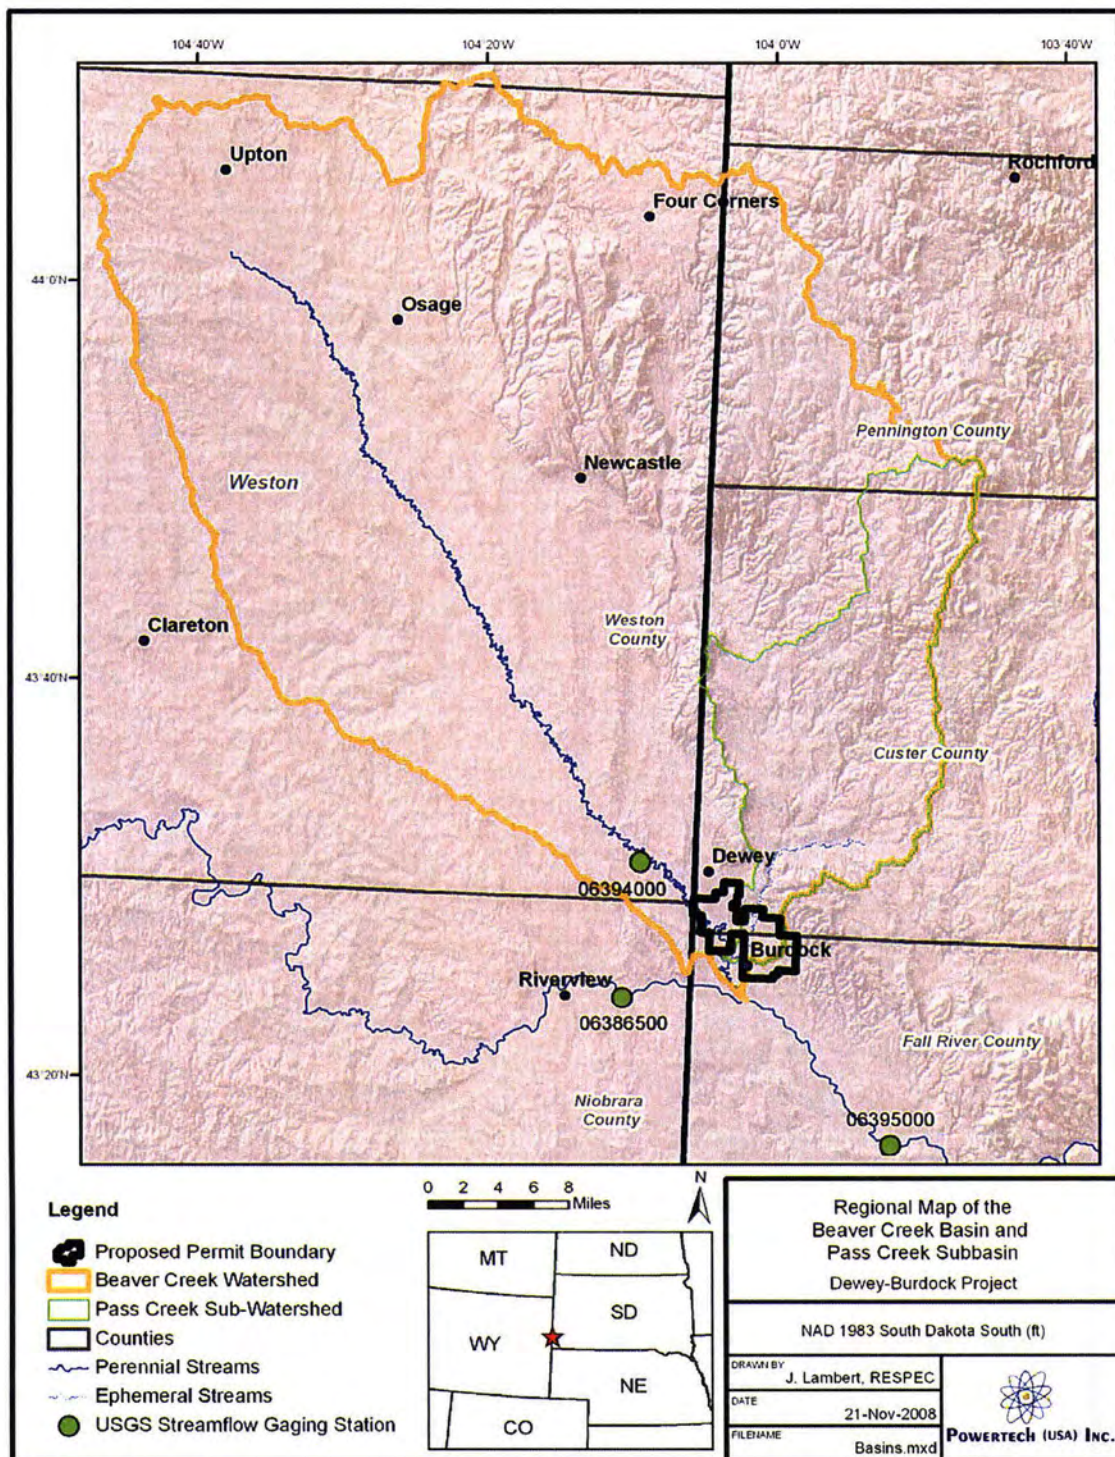 104°40'W
104°20'W
104°0'W
103°40'W
Upton
Rochford
Four Corners
44°0'N
Osage
Pennington County
Newcastle
Weston
Weston
County
Clareton
43°40'N
Custer County
Dewey
06394000
Burdock
Riverview
06386500
Fall River County
43°20'N
Niobrara
County
06395000
Legend
Proposed Permit Boundary
Beaver Creek Watershed
Pass Creek Sub-Watershed
Counties
Perennial Streams
Ephemeral Streams
USGS Streamflow Gaging Station
0 2 4 6 8
Miles
N
MT
ND
SD
WY
NE
CO
Regional Map of the
Beaver Creek Basin and
Pass Creek Subbasin
Dewey-Burdock Project
NAD 1983 South Dakota South (ft)
DRAWN BY
J. Lambert, RESPEC
DATE
21-Nov-2008
FILENAME
Basins.mxd
POWERTECH (USA) INC.